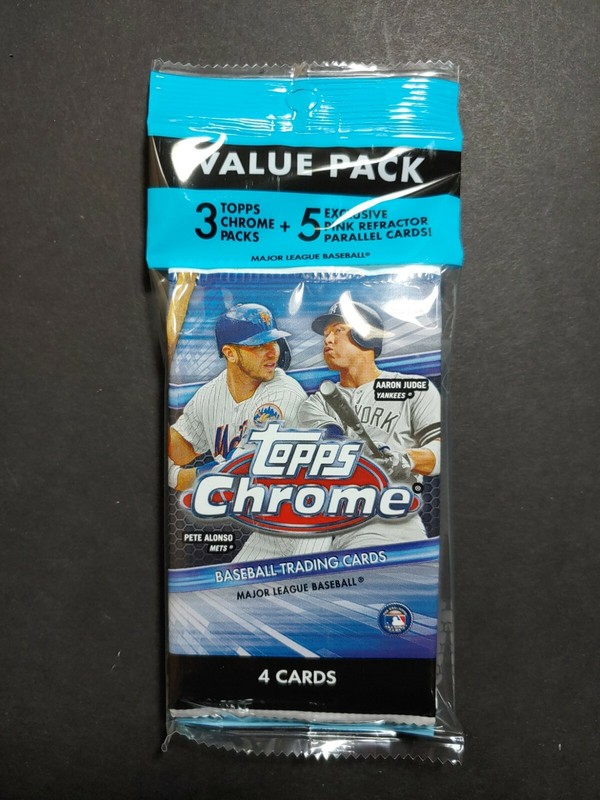 VALUE PACK
3 TOPPS CHROME PACKS + 5 EXCLUSIVE PINK REFRACTOR PARALLEL CARDS!
MAJOR LEAGUE BASEBALL®
AARON JUDGE
YANKEES®
YORK
Mets
Topps
Chrome®
PETE ALONSO
METS®
BASEBALL TRADING CARDS
MAJOR LEAGUE BASEBALL®
4 CARDS